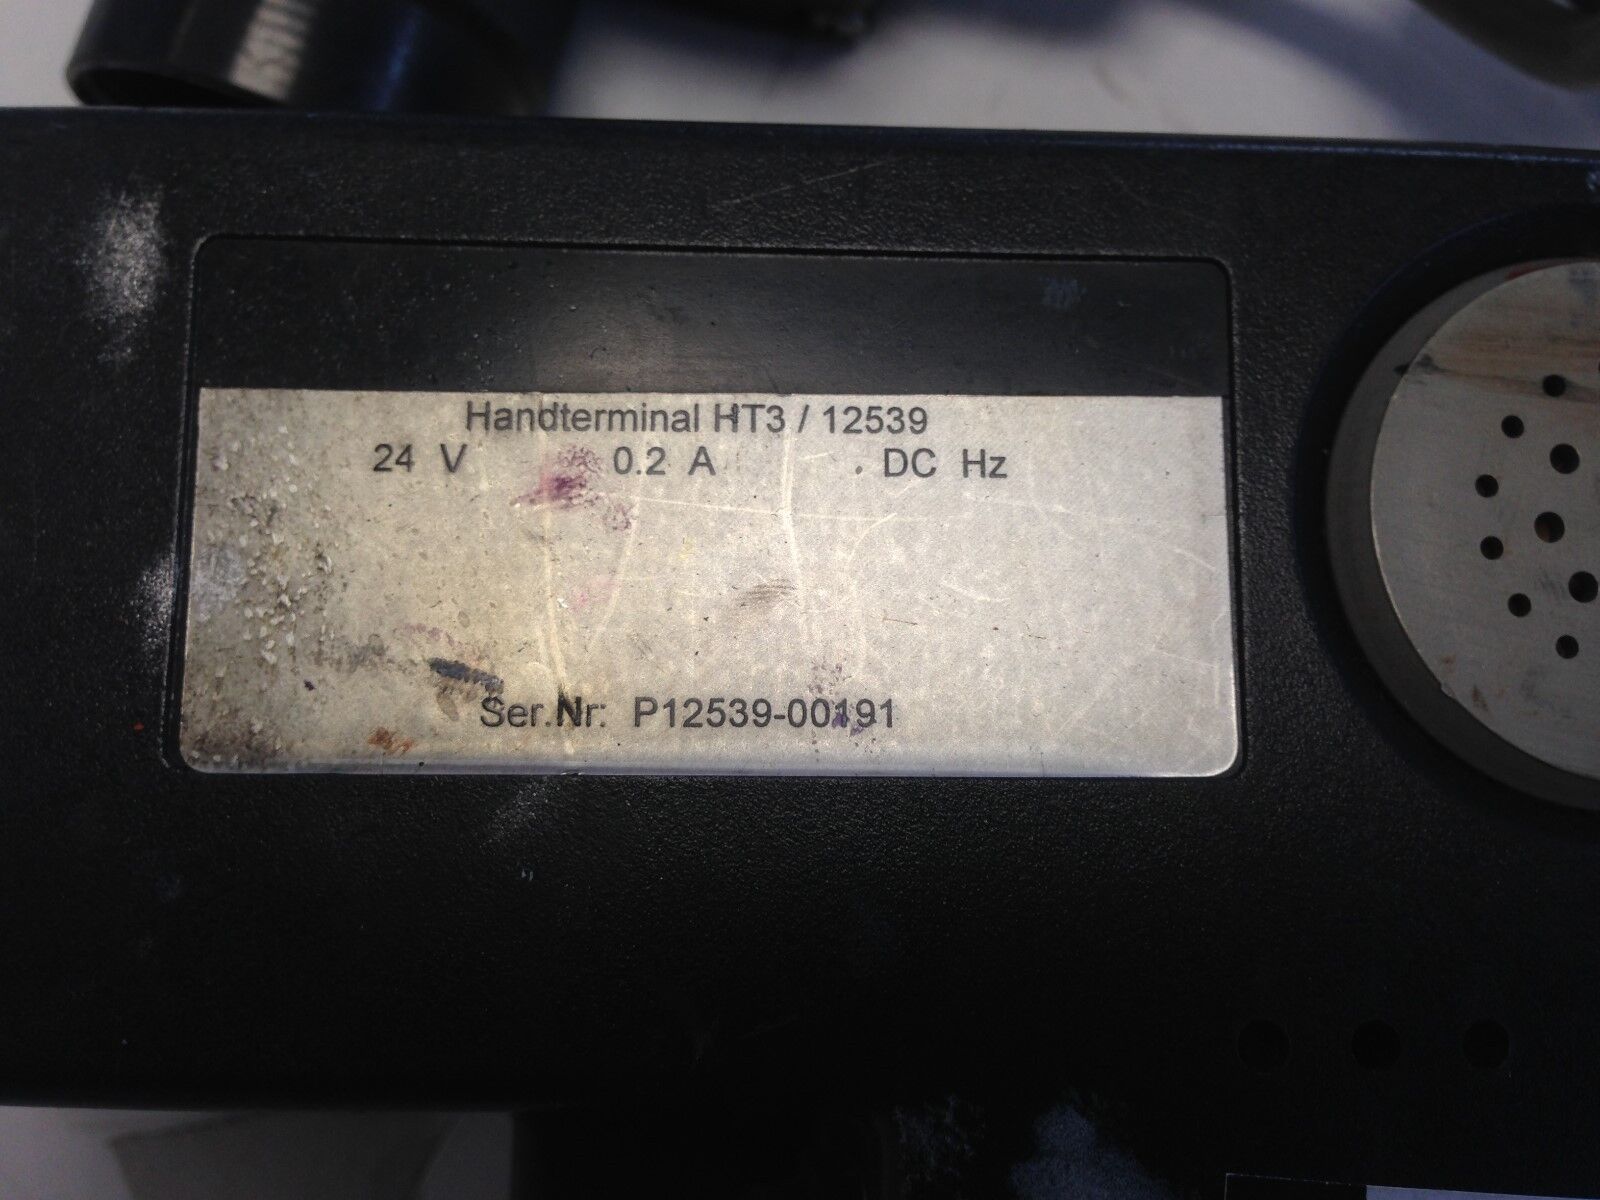 Handterminal HT3 / 12539
24 V 0.2 A DC Hz
Ser.Nr: P12539-00191